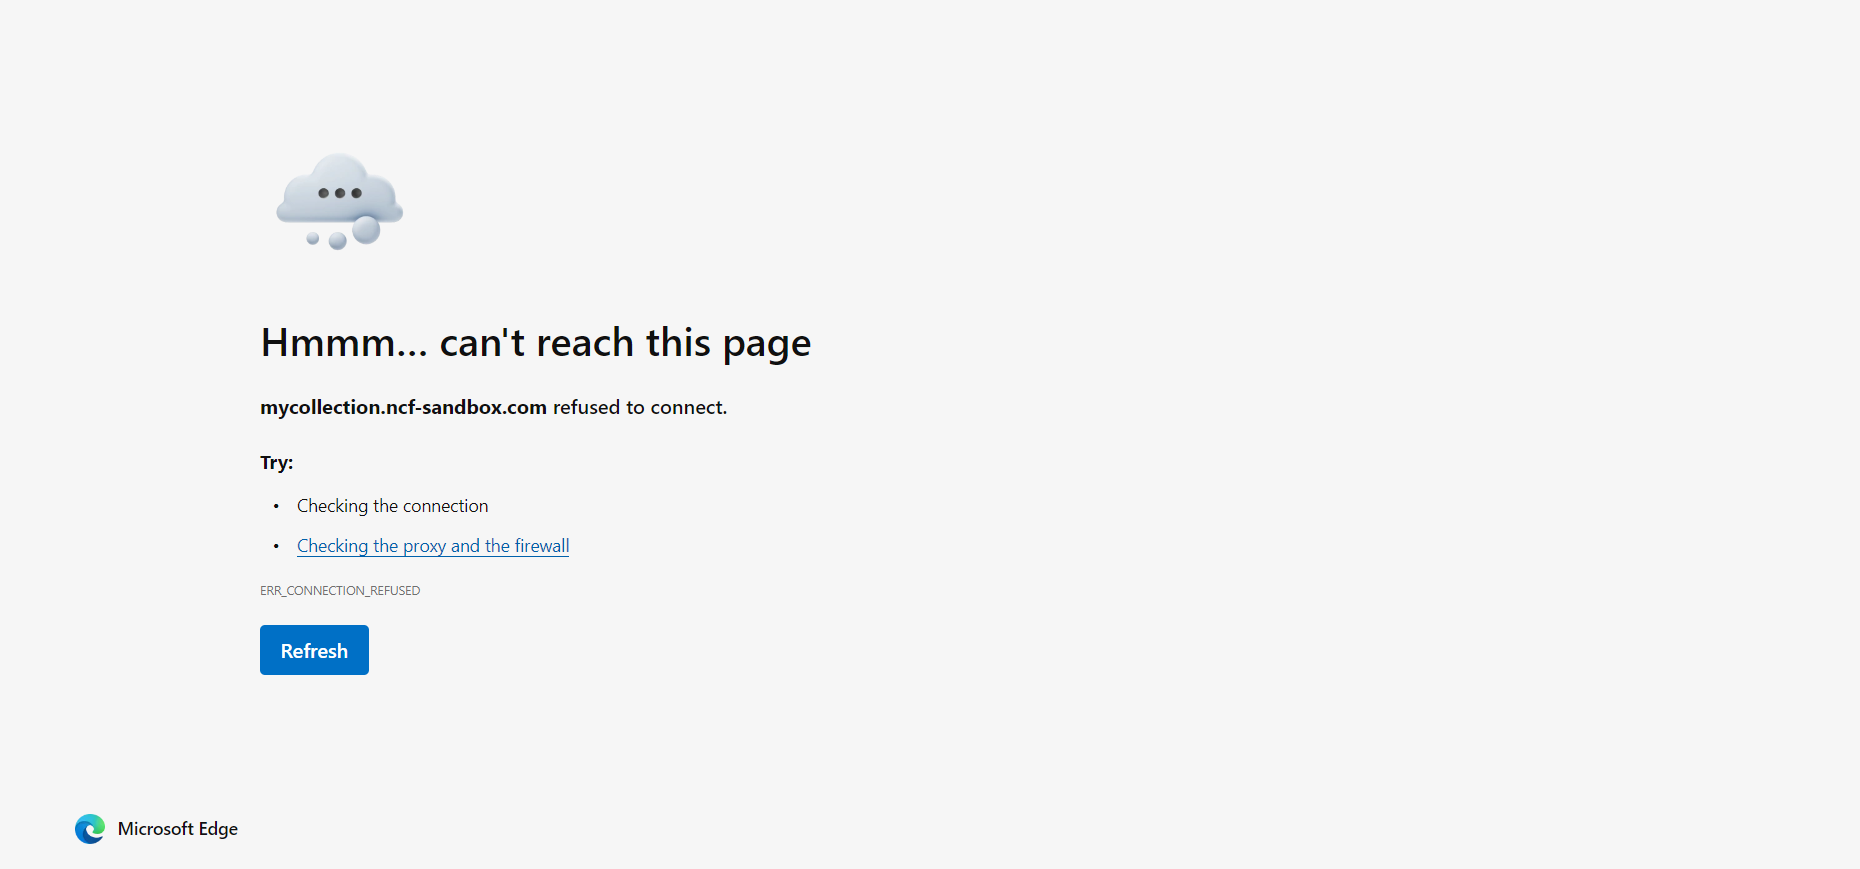 Hmmm… can't reach this page
mycollection.ncf-sandbox.com refused to connect.
Try:
• Checking the connection
• Checking the proxy and the firewall
ERR_CONNECTION_REFUSED
Refresh
Microsoft Edge